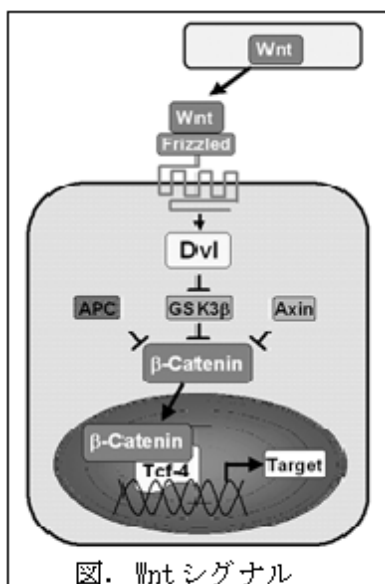 Wnt
Wnt
Frizzled
Dvl
APC GSK3β Axin
β-Cattenin
β-Catenin
Tcf-4
Target
図. Wntシグナル